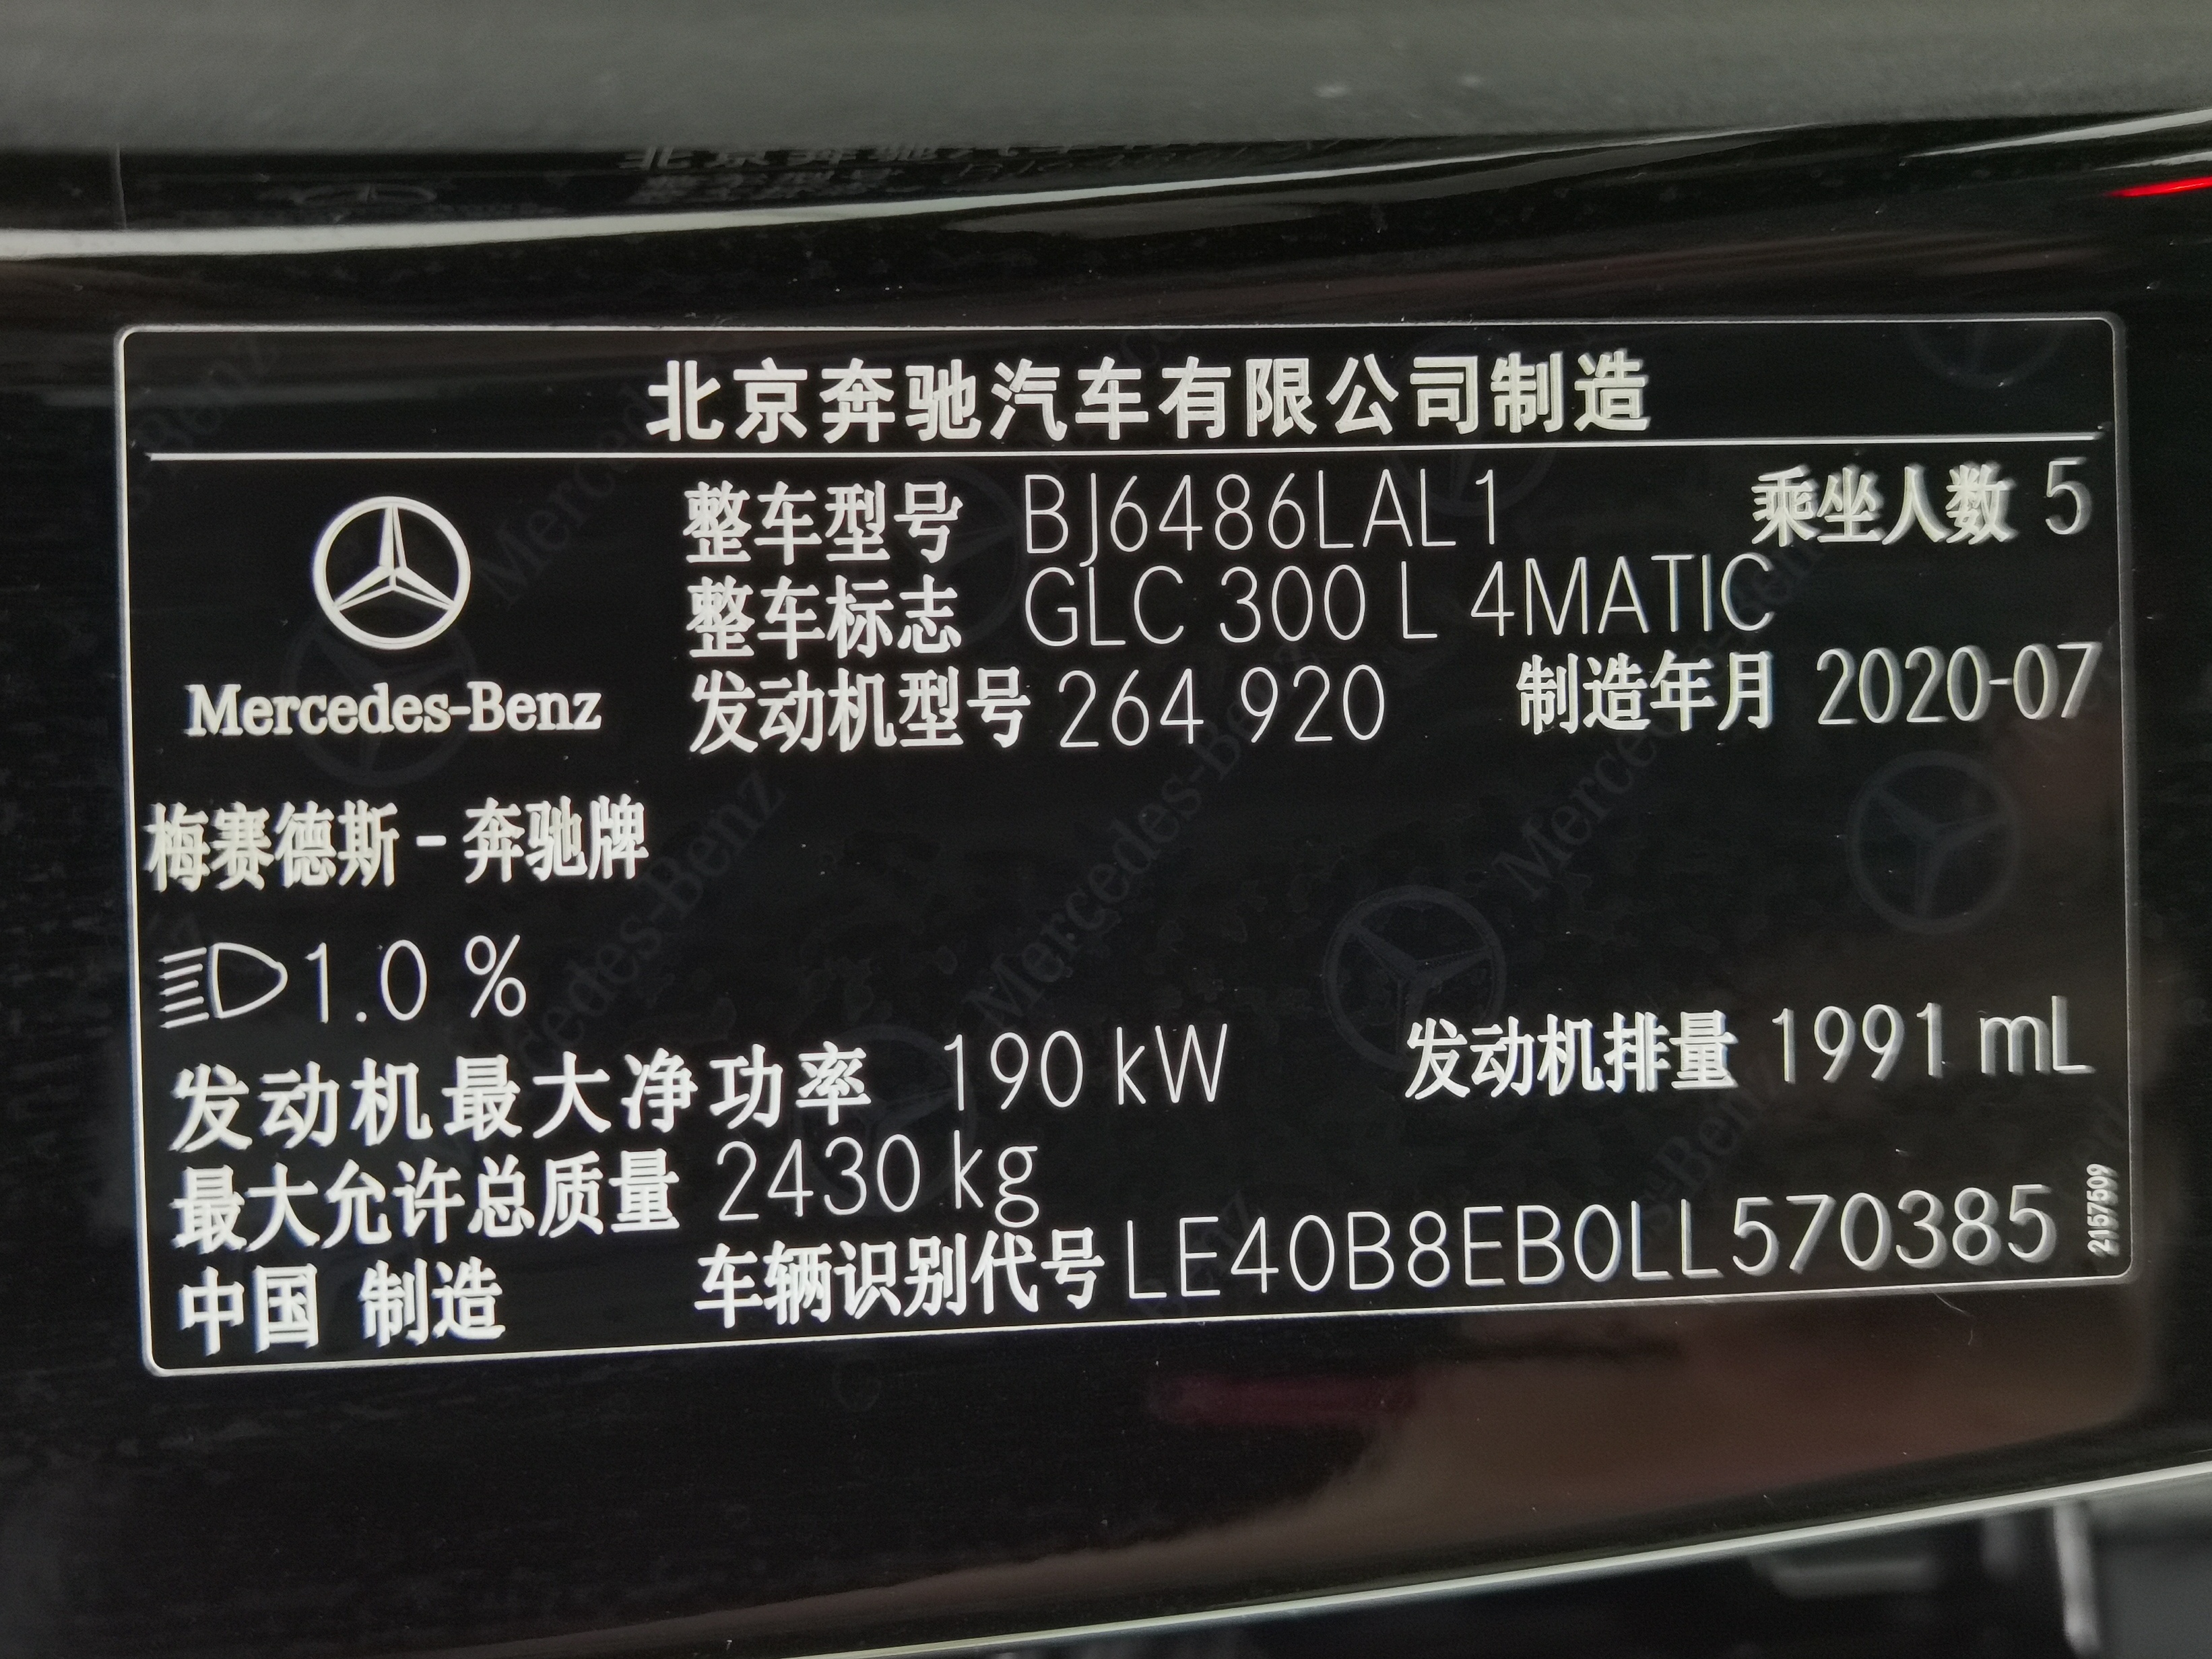 北京奔驰汽车有限公司制造
整车型号 BJ6486LAL1 乘坐人数 5
整车标志 GLC 300 L 4MATIC
Mercedes-Benz
发动机型号 264 920 制造年月 2020-07
梅赛德斯-奔驰牌
1.0 %
发动机最大净功率 190 kW 发动机排量 1991 mL
最大允许总质量 2430 kg
中国 制造 车辆识别代号 LE40B8EB0LL570385
2157509